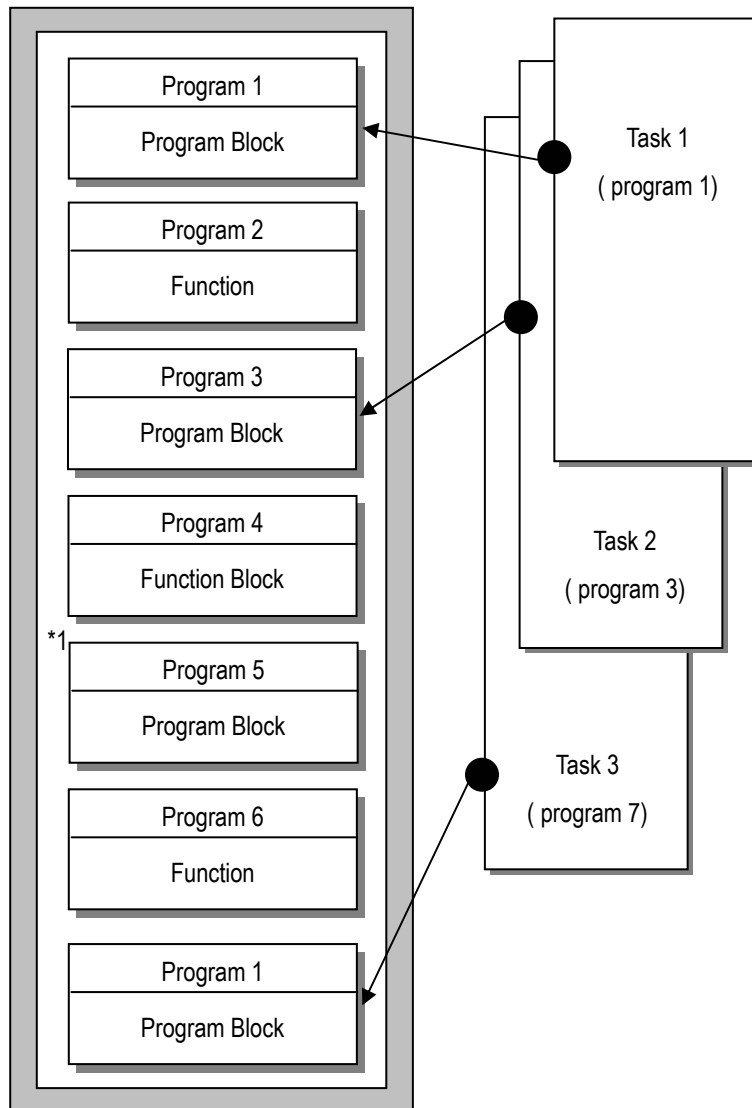 Program 1
Program Block
Program 2
Function
Program 3
Program Block
Program 4
Function Block
*1
Program 5
Program Block
Program 6
Function
Program 1
Program Block
Task 1
( program 1)
Task 2
( program 3)
Task 3
( program 7)